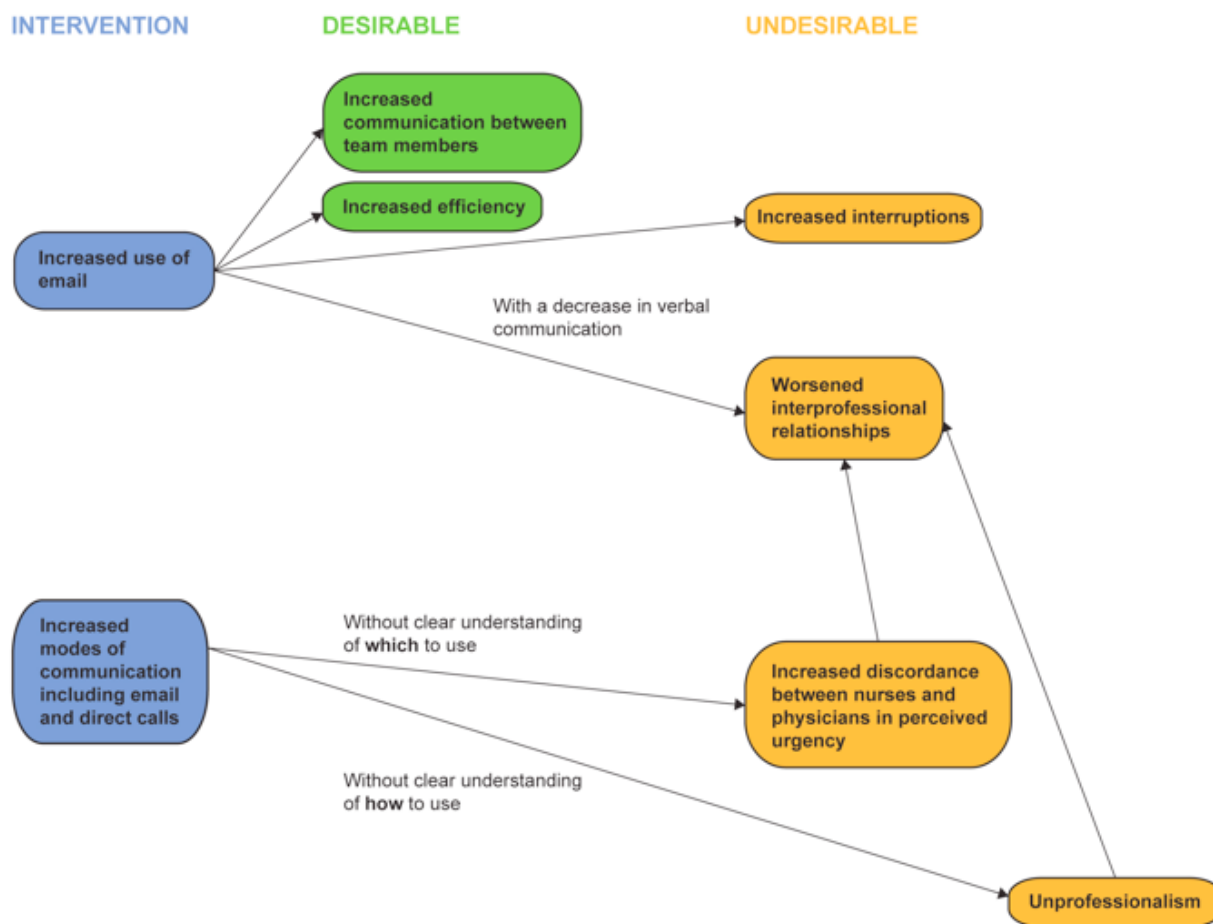 INTERVENTION
DESIRABLE
UNDESIRABLE
Increased
communication between
team members
Increased efficiency
Increased interruptions
Increased use of
email
With a decrease in verbal
communication
Worsened
interprofessional
relationships
Increased
modes of
communication
including email
and direct calls
Without clear understanding
of which to use
Increased discordance
between nurses and
physicians in perceived
urgency
Without clear understanding
of how to use
Unprofessionalism